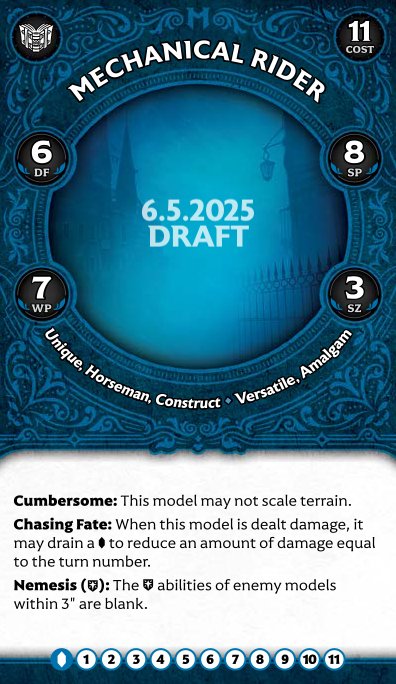 11
COST
MECHANICAL RIDER
6
DF
8
SP
6.5.2025
DRAFT
7
WP
3
SZ
Unique, Horseman, Construct • Versatile, Amalgam
Cumbersome: This model may not scale terrain.
Chasing Fate: When this model is dealt damage, it
may drain a to reduce an amount of damage equal
to the turn number.
Nemesis (): The abilities of enemy models
within 3" are blank.
1 2 3 4 5 6 7 8 9 10 11